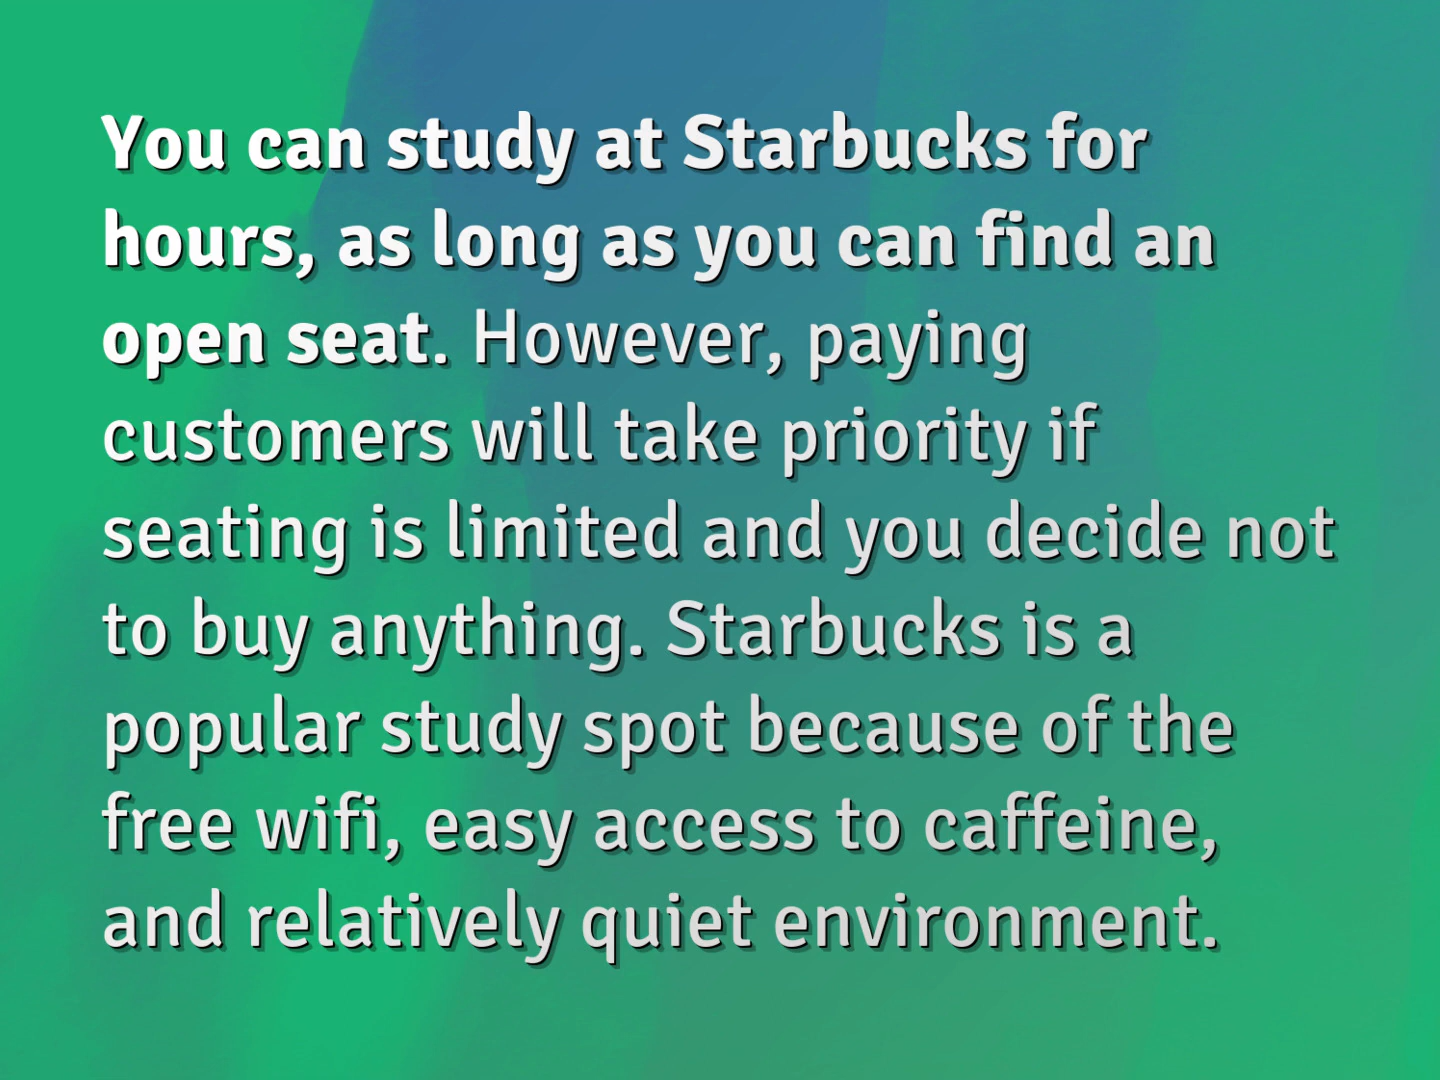 You can study at Starbucks for
hours, as long as you can find an
open seat. However, paying
customers will take priority if
seating is limited and you decide not
to buy anything. Starbucks is a
popular study spot because of the
free wifi, easy access to caffeine,
and relatively quiet environment.